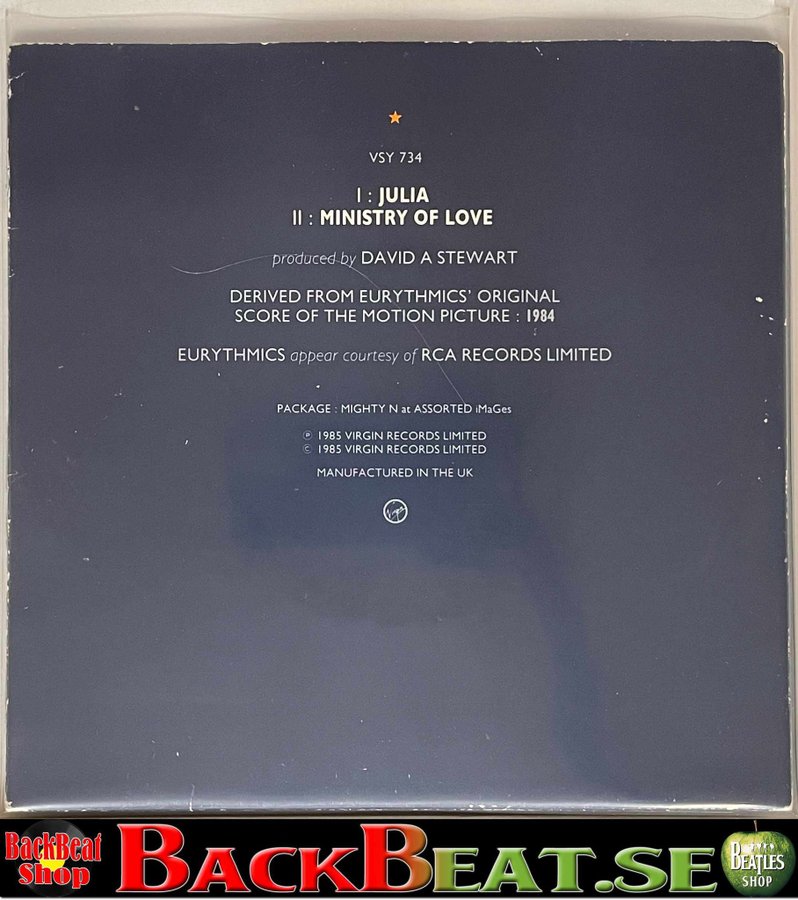 VSY 734
I : JULIA
II : MINISTRY OF LOVE
produced by DAVID A STEWART
DERIVED FROM EURYTHMICS' ORIGINAL
SCORE OF THE MOTION PICTURE : 1984
EURYTHMICS appear courtesy of RCA RECORDS LIMITED
PACKAGE : MIGHTY N at ASSORTED iMaGes
℗ 1985 VIRGIN RECORDS LIMITED
© 1985 VIRGIN RECORDS LIMITED
MANUFACTURED IN THE UK
Virgin
BackBeat
Shop
BACKBEAT.SE
BEATLES
SHOP